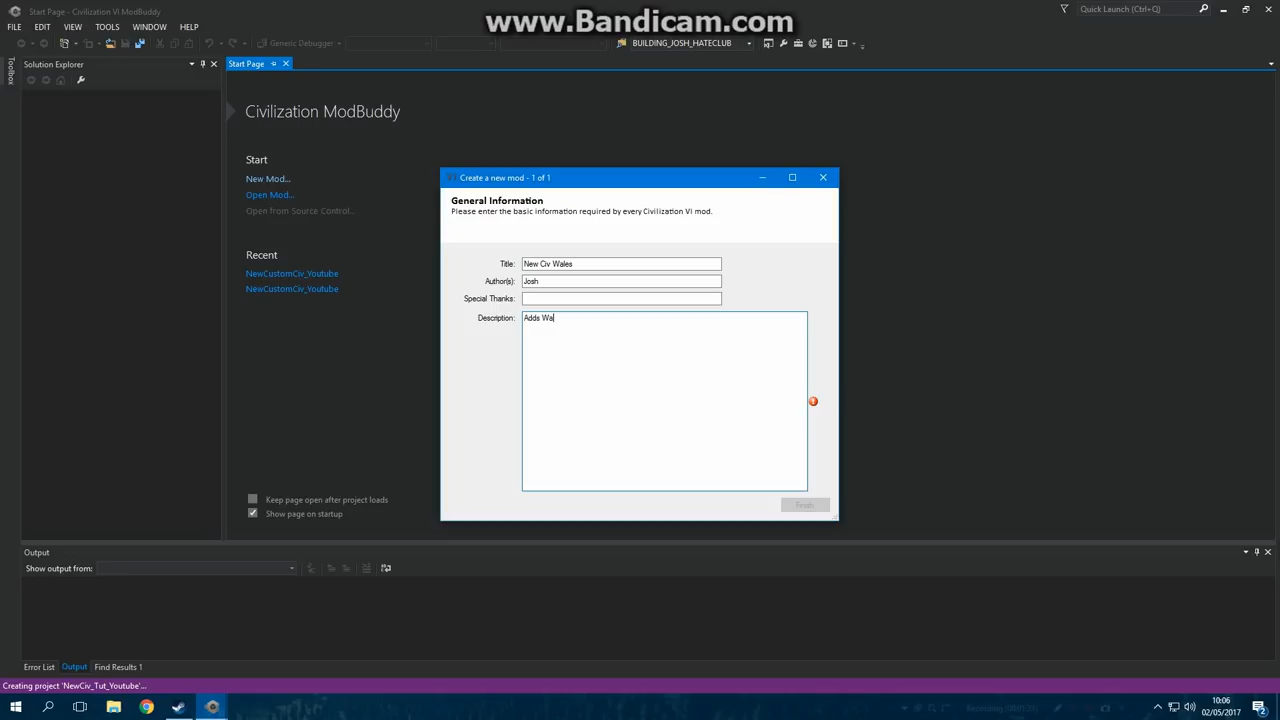 www.Bandicam.com
Start Page - Civilization VI ModBuddy
Quick Launch (Ctrl+Q)
FILE EDIT VIEW TOOLS WINDOW HELP
Generic Debugger
BUILDING_JOSH_HATECLUB
Toolbox
Solution Explorer
Start Page
Civilization ModBuddy
Start
New Mod...
Open Mod...
Open from Source Control...
Recent
NewCustomCiv_Youtube
NewCustomCiv_Youtube
Keep page open after project loads
Show page on startup
Create a new mod - 1 of 1
General Information
Please enter the basic information required by every Civilization VI mod.
Title: New Civ Wales
Author(s): Josh
Special Thanks:
Description: Adds Wa
Finish
Output
Show output from:
Error List Output Find Results 1
Creating project 'NewCiv_Tut_Youtube'...
10:06
02/05/2017
2